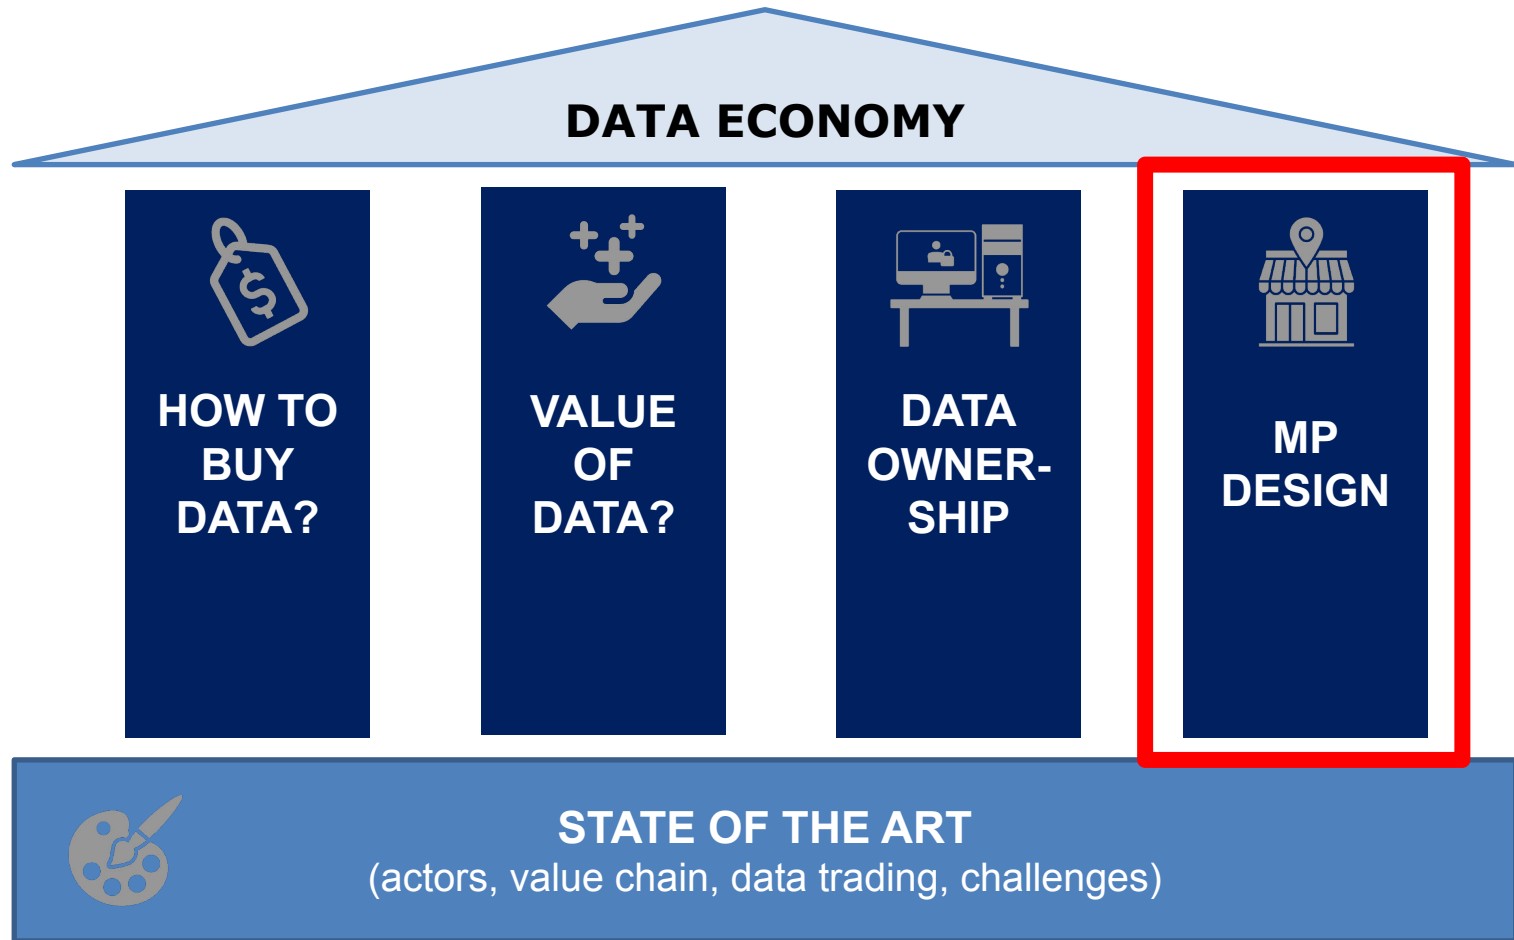 DATA ECONOMY
HOW TO
BUY
DATA?
VALUE
OF
DATA?
DATA
OWNER-
SHIP
MP
DESIGN
STATE OF THE ART
(actors, value chain, data trading, challenges)